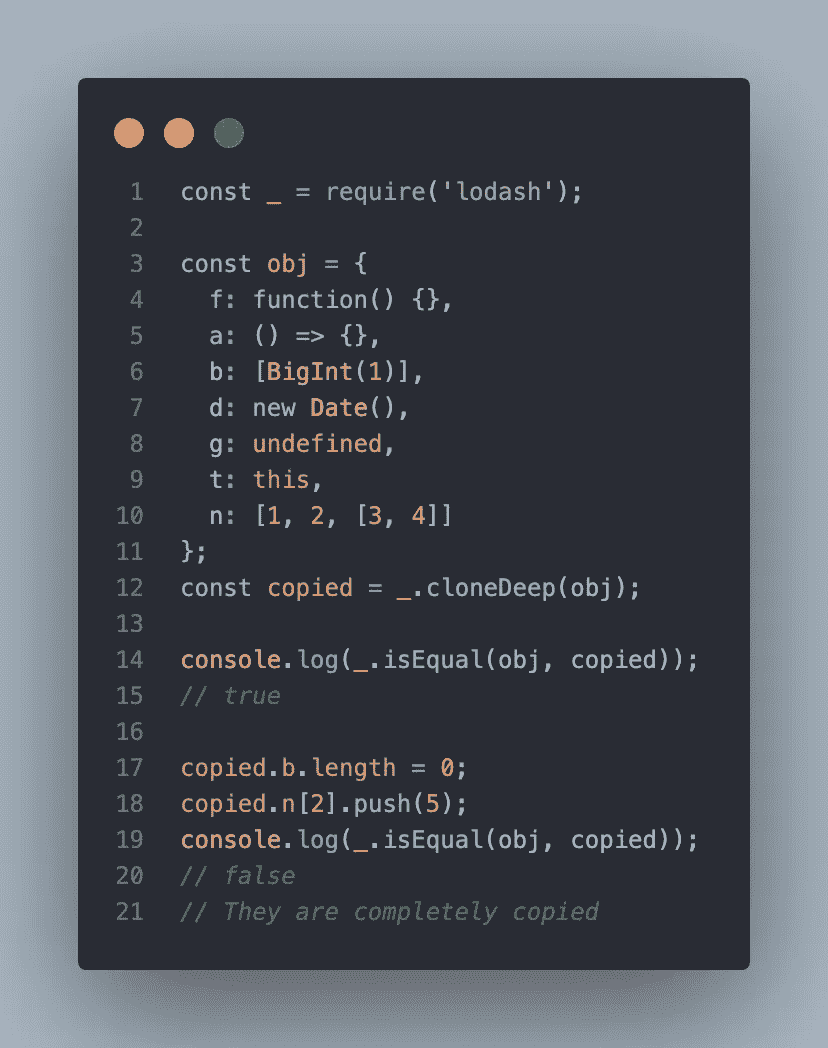 1 const _ = require('lodash');
2
3 const obj = {
4   f: function() {},
5   a: () => {},
6   b: [BigInt(1)],
7   d: new Date(),
8   g: undefined,
9   t: this,
10   n: [1, 2, [3, 4]]
11 };
12 const copied = _.cloneDeep(obj);
13
14 console.log(_.isEqual(obj, copied));
15 // true
16
17 copied.b.length = 0;
18 copied.n[2].push(5);
19 console.log(_.isEqual(obj, copied));
20 // false
21 // They are completely copied